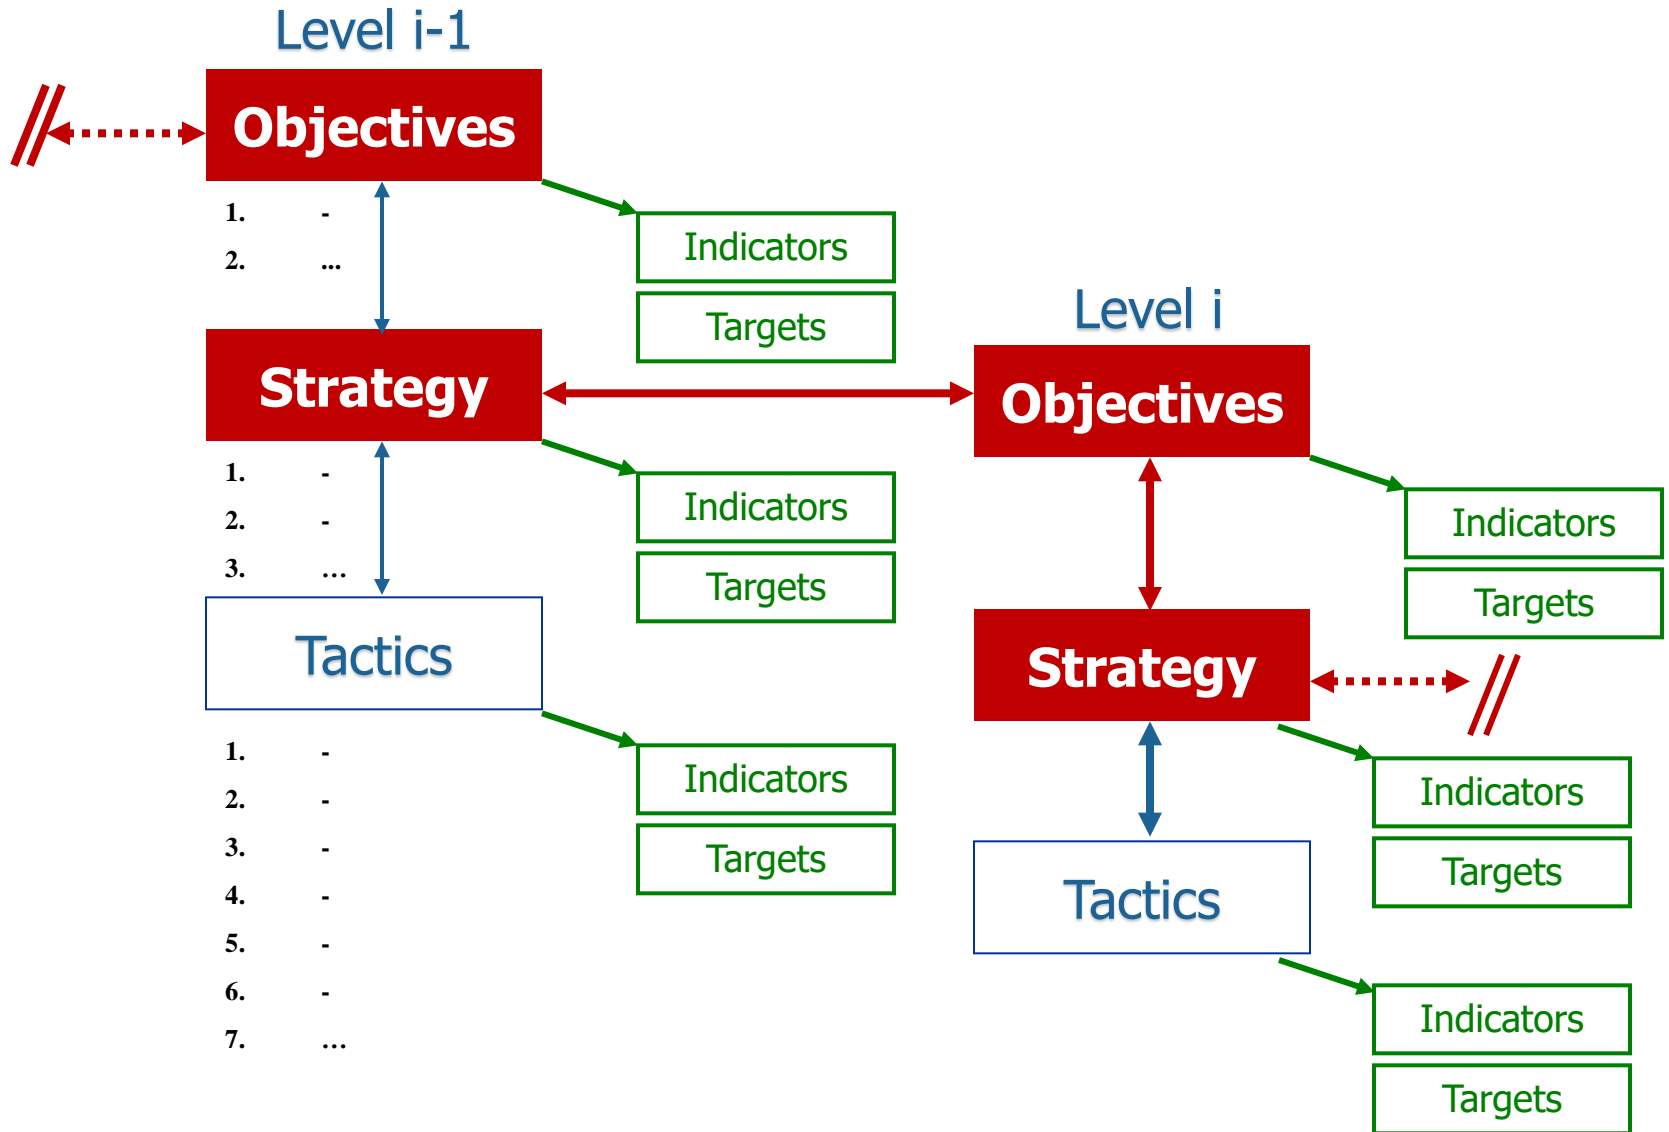 Level i-1
Objectives
1. -
2. ...
Indicators
Targets
Strategy
1. -
2. -
3. …
Indicators
Targets
Tactics
1. -
2. -
3. -
4. -
5. -
6. -
7. …
Indicators
Targets
Level i
Objectives
Indicators
Targets
Strategy
Indicators
Targets
Tactics
Indicators
Targets